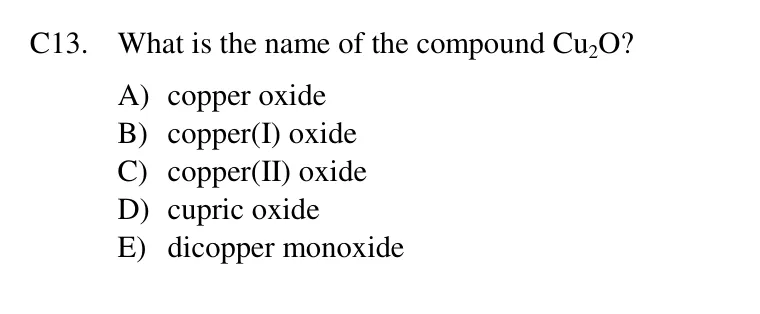 C13. What is the name of the compound Cu₂O?
A) copper oxide
B) copper(I) oxide
C) copper(II) oxide
D) cupric oxide
E) dicopper monoxide